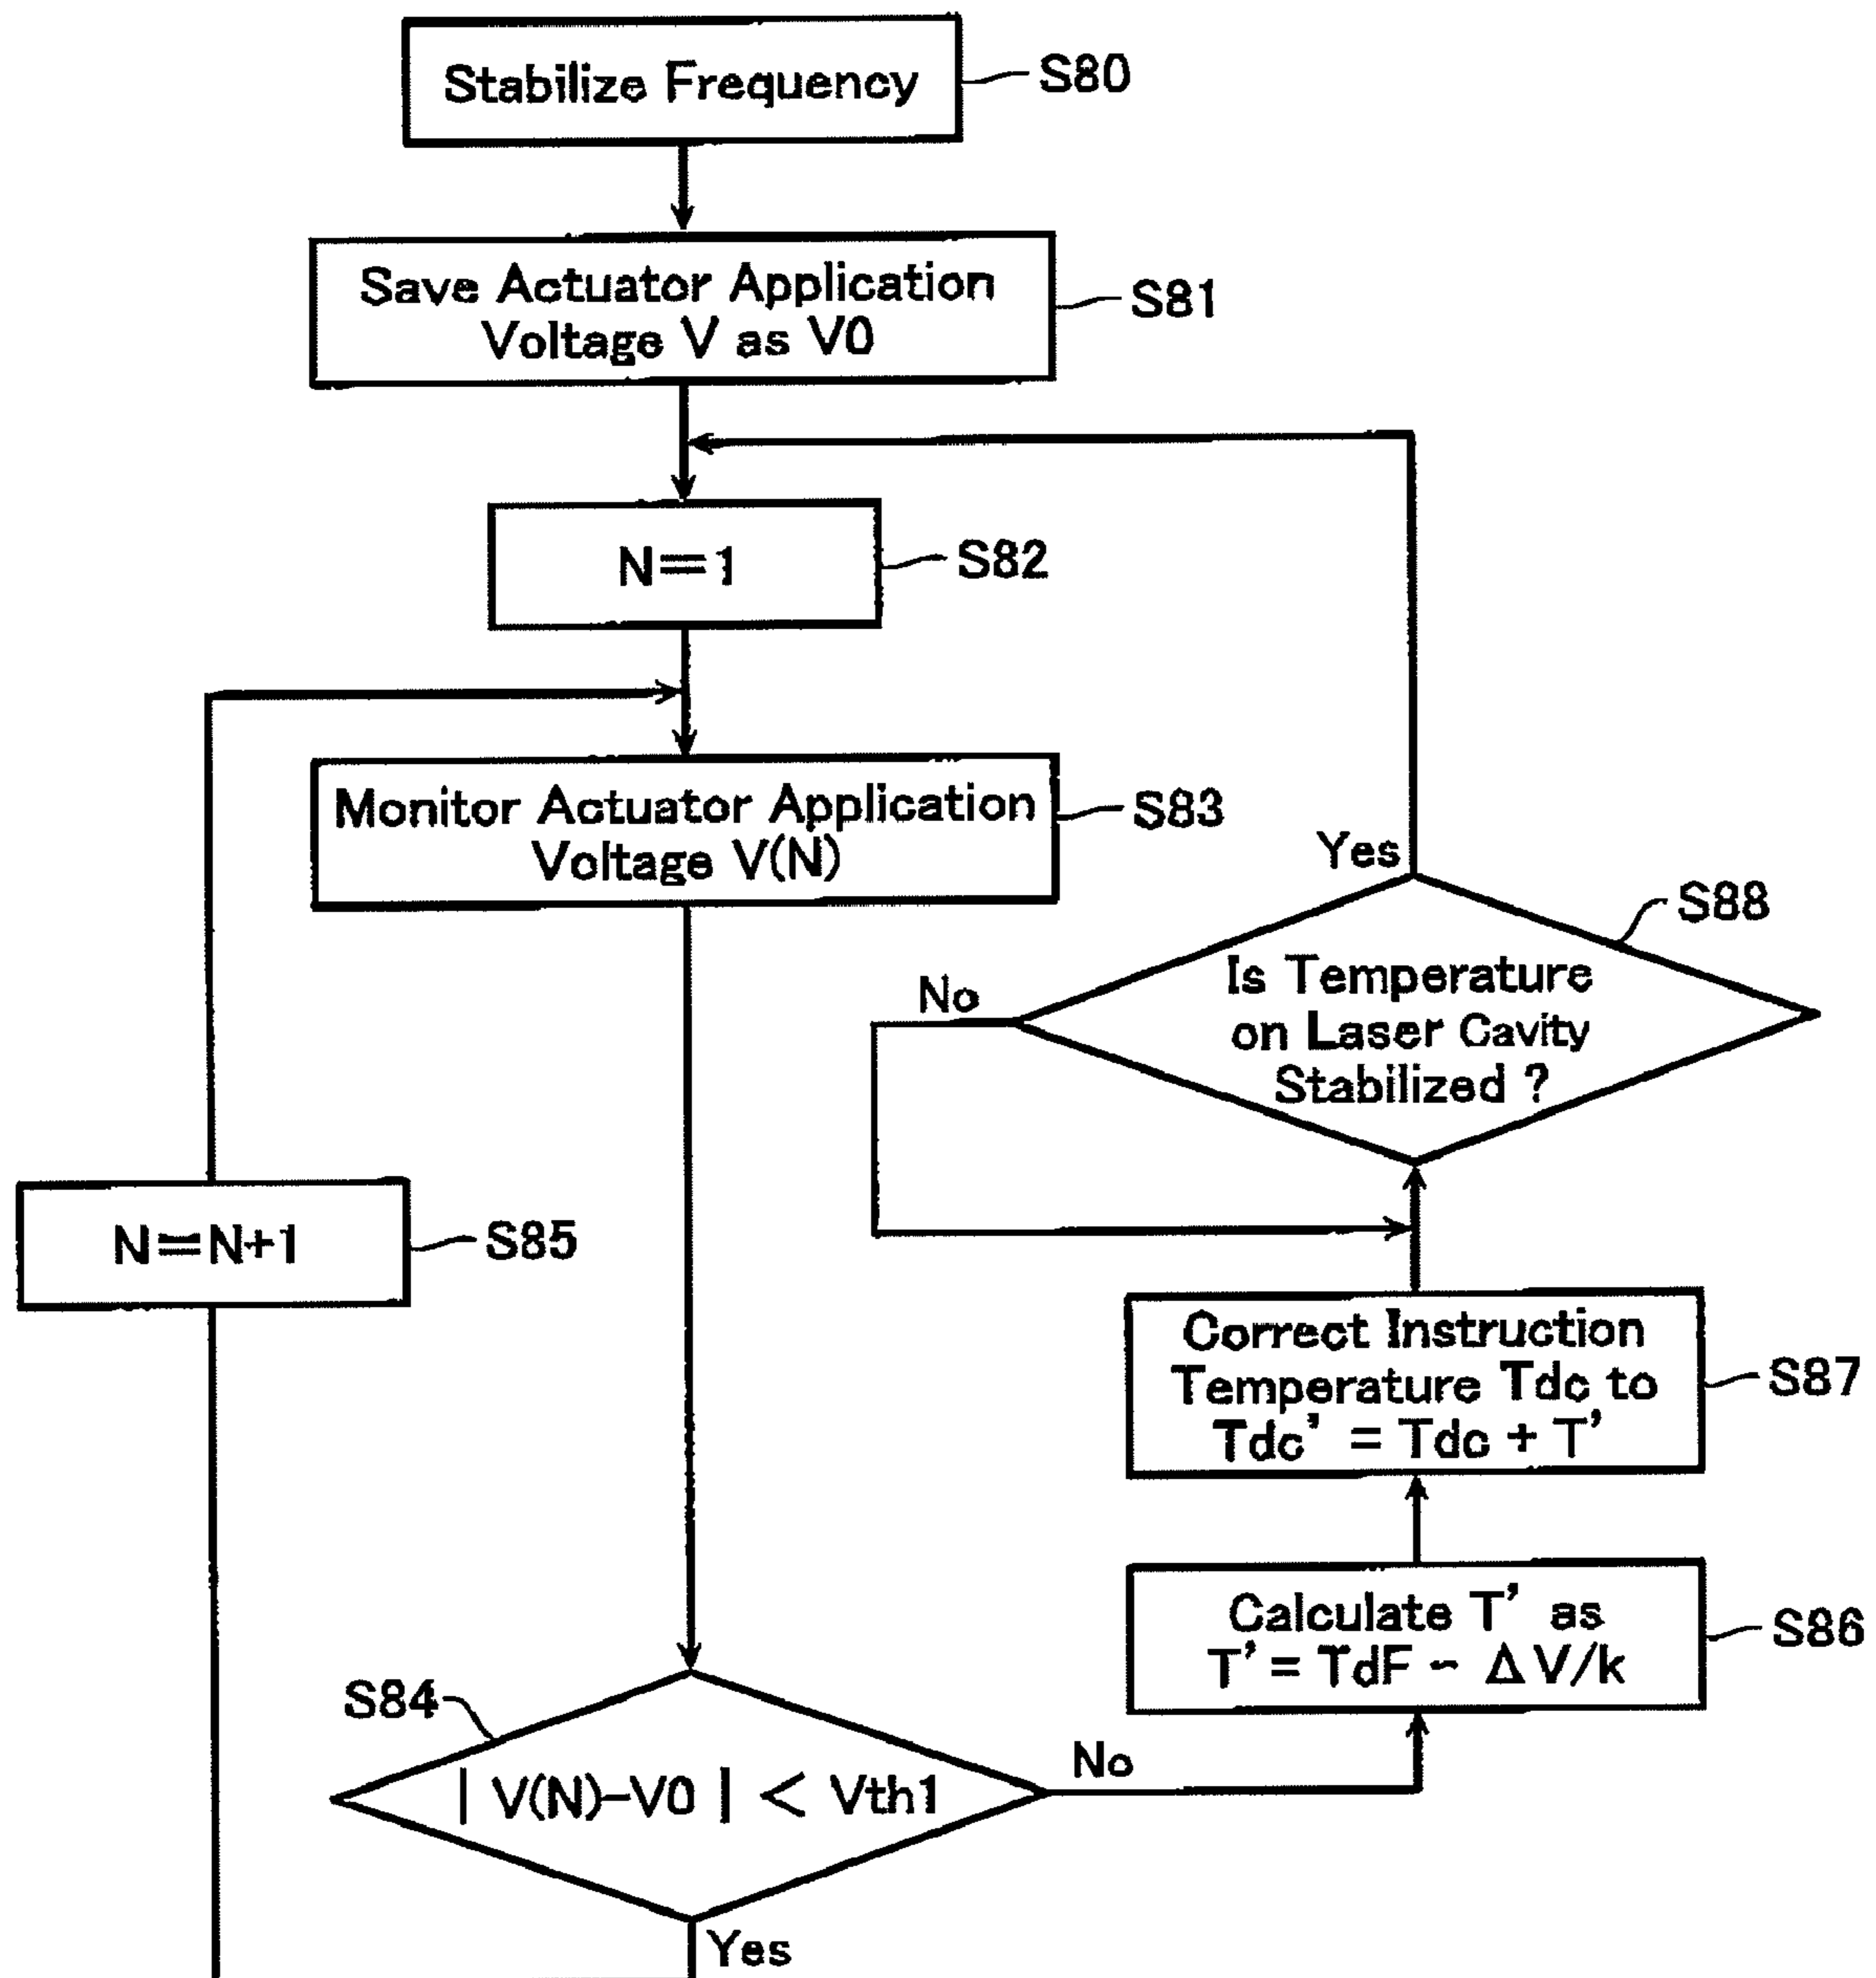 Stabilize Frequency
S80
Save Actuator Application
Voltage V as V0
S81
N=1
S82
Monitor Actuator Application
Voltage V(N)
S83
Yes
S88
Is Temperature
on Laser Cavity
Stabilized ?
No
N=N+1
S85
Correct Instruction
Temperature Tdc to
Tdc' = Tdc + T'
S87
Calculate T' as
T' = TdF - ΔV/k
S86
S84
| V(N)-V0 | < Vth1
No
Yes